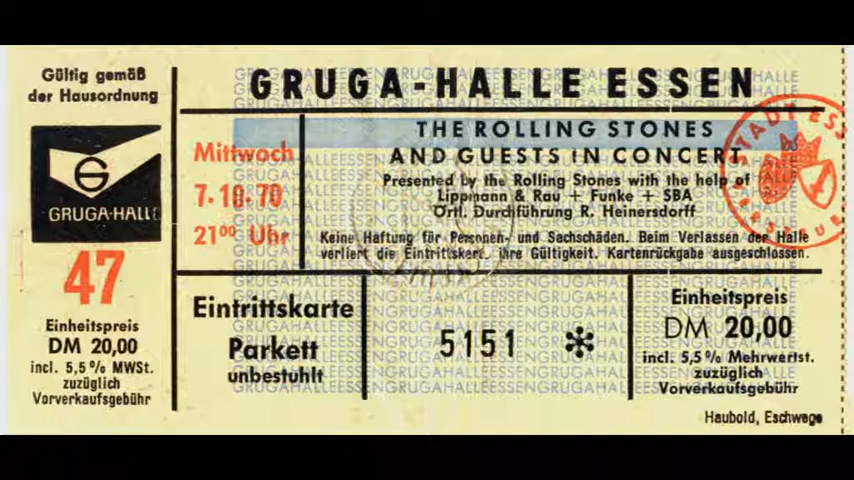 Gültig gemäß
der Hausordnung
GRUGA-HALLE
47
Einheitspreis
DM 20,00
incl. 5,5% MWSt.
zuzüglich
Vorverkaufsgebühr
GRUGA-HALLE ESSEN
Mittwoch
7.10.70
21⁰⁰ Uhr
THE ROLLING STONES
AND GUESTS IN CONCERT
Presented by the Rolling Stones with the help of
Lippmann & Rau + Funke + SBA
Örtl. Durchführung R. Heinersdorff
Keine Haftung für Personen- und Sachschäden. Beim Verlassen der Halle
verliert die Eintrittskart. ihre Gültigkeit. Kartenrückgabe ausgeschlossen.
STADT ESS
Eintrittskarte
Parkett
unbestuhlt
5151 *
Einheitspreis
DM 20,00
incl. 5,5% Mehrwertst.
zuzüglich
Vorverkaufsgebühr
Haubold, Eschwege